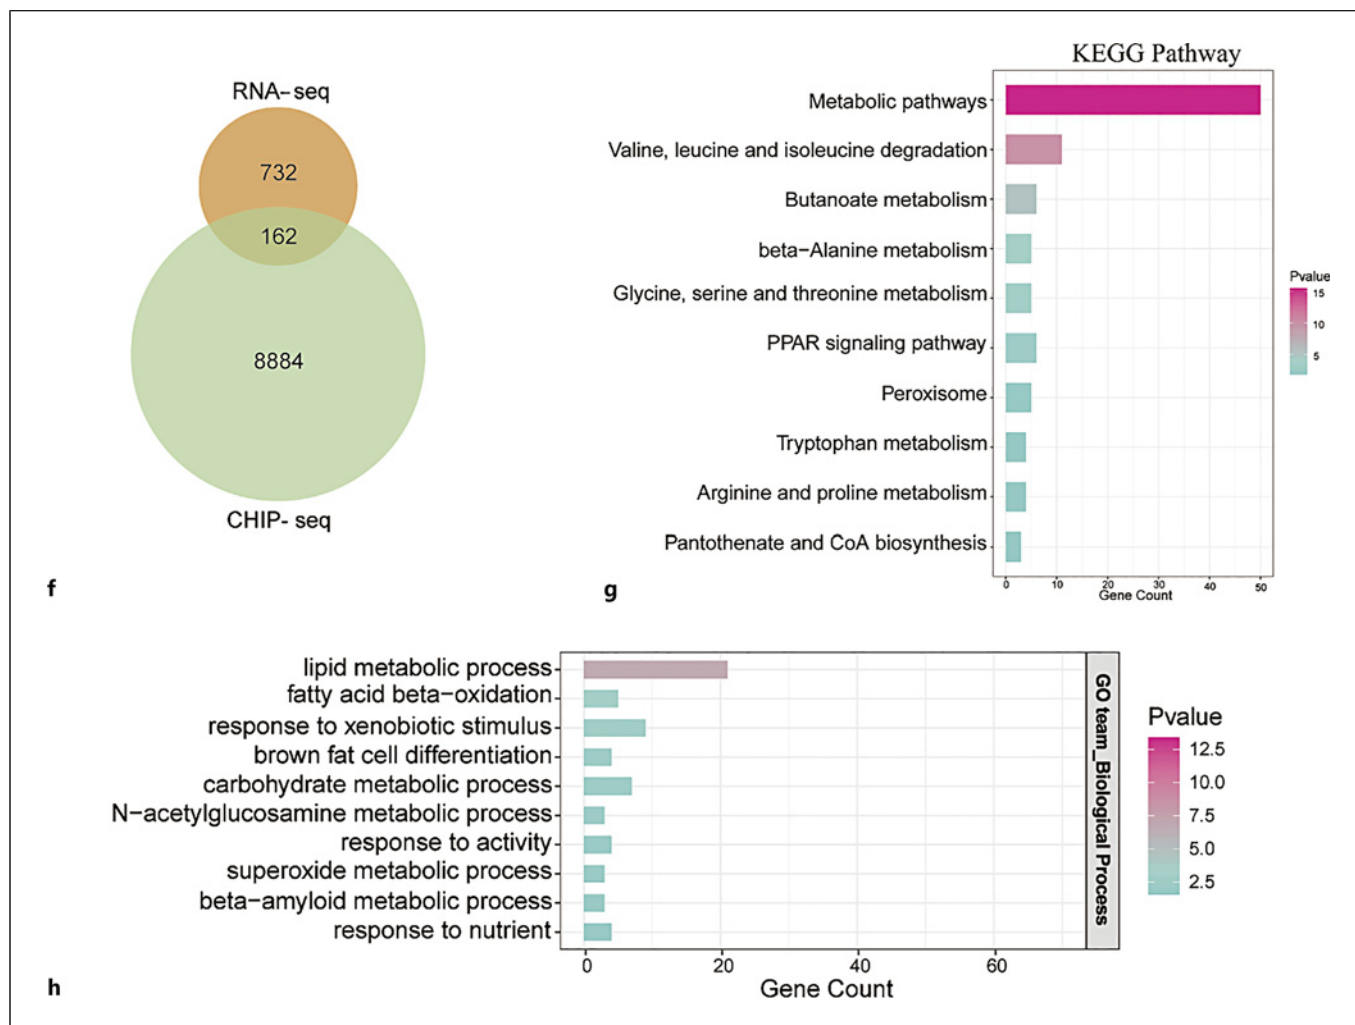 RNA- seq
732
162
8884
CHIP- seq
f
KEGG Pathway
Metabolic pathways
Valine, leucine and isoleucine degradation
Butanoate metabolism
beta-Alanine metabolism
Glycine, serine and threonine metabolism
PPAR signaling pathway
Peroxisome
Tryptophan metabolism
Arginine and proline metabolism
Pantothenate and CoA biosynthesis
0 10 20 30 40 50
Gene Count
Pvalue
15
10
5
g
lipid metabolic process
fatty acid beta-oxidation
response to xenobiotic stimulus
brown fat cell differentiation
carbohydrate metabolic process
N-acetylglucosamine metabolic process
response to activity
superoxide metabolic process
beta-amyloid metabolic process
response to nutrient
0 20 40 60
Gene Count
GO team_Biological Process
Pvalue
12.5
10.0
7.5
5.0
2.5
h